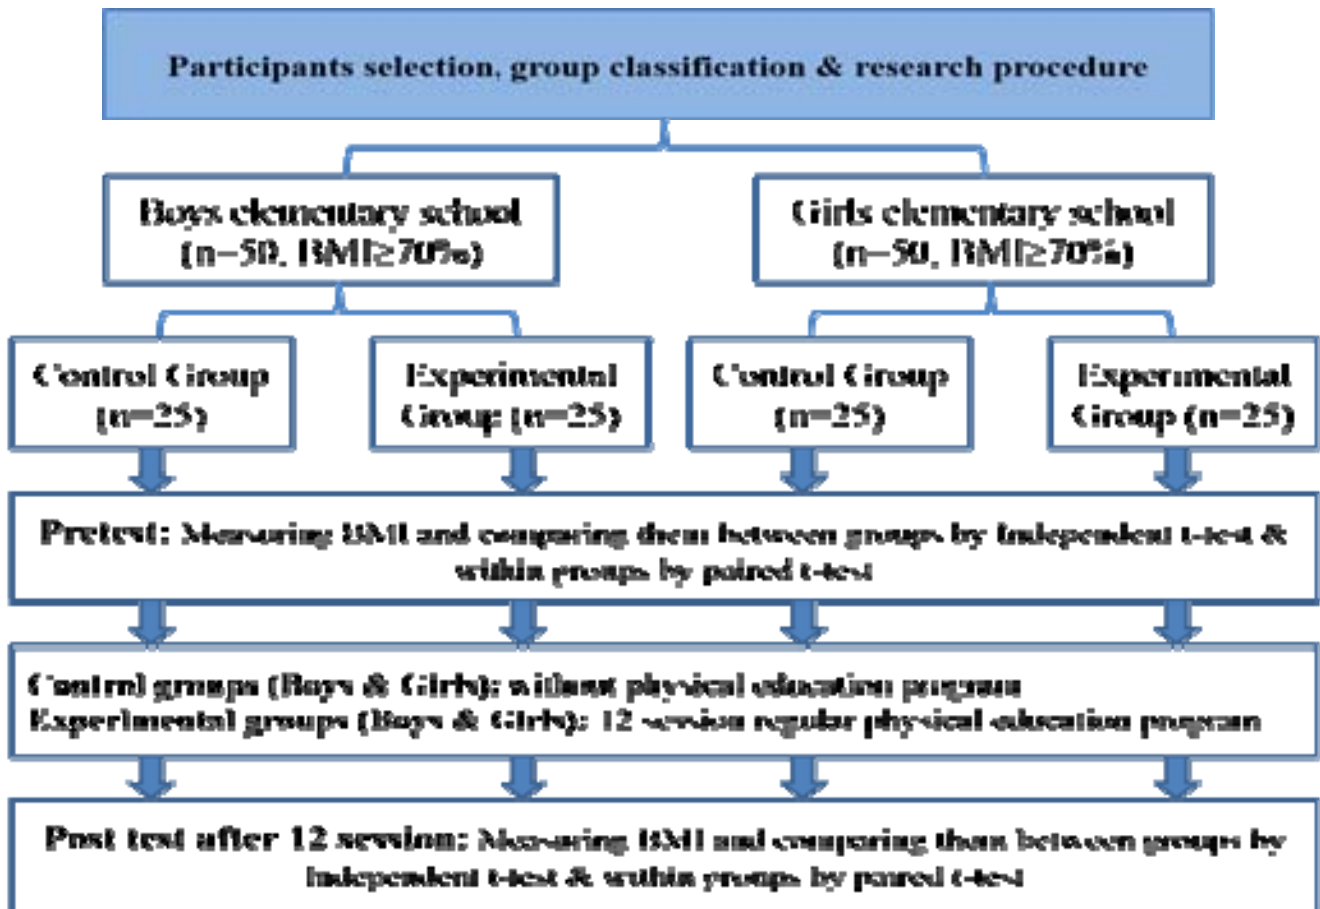 Participants selection, group classification & research procedure
Boys elementary school
(n=50, BMI≥70%)
Girls elementary school
(n=50, BMI≥70%)
Control Group
(n=25)
Experimental
Group (n=25)
Control Group
(n=25)
Experimental
Group (n=25)
Pretest: Measuring BMI and comparing them between groups by Independent t-test &
within groups by paired t-test
Control groups (Boys & Girls): without physical education program
Experimental groups (Boys & Girls): 12 session regular physical education program
Post test after 12 session: Measuring BMI and comparing them between groups by
Independent t-test & within groups by paired t-test